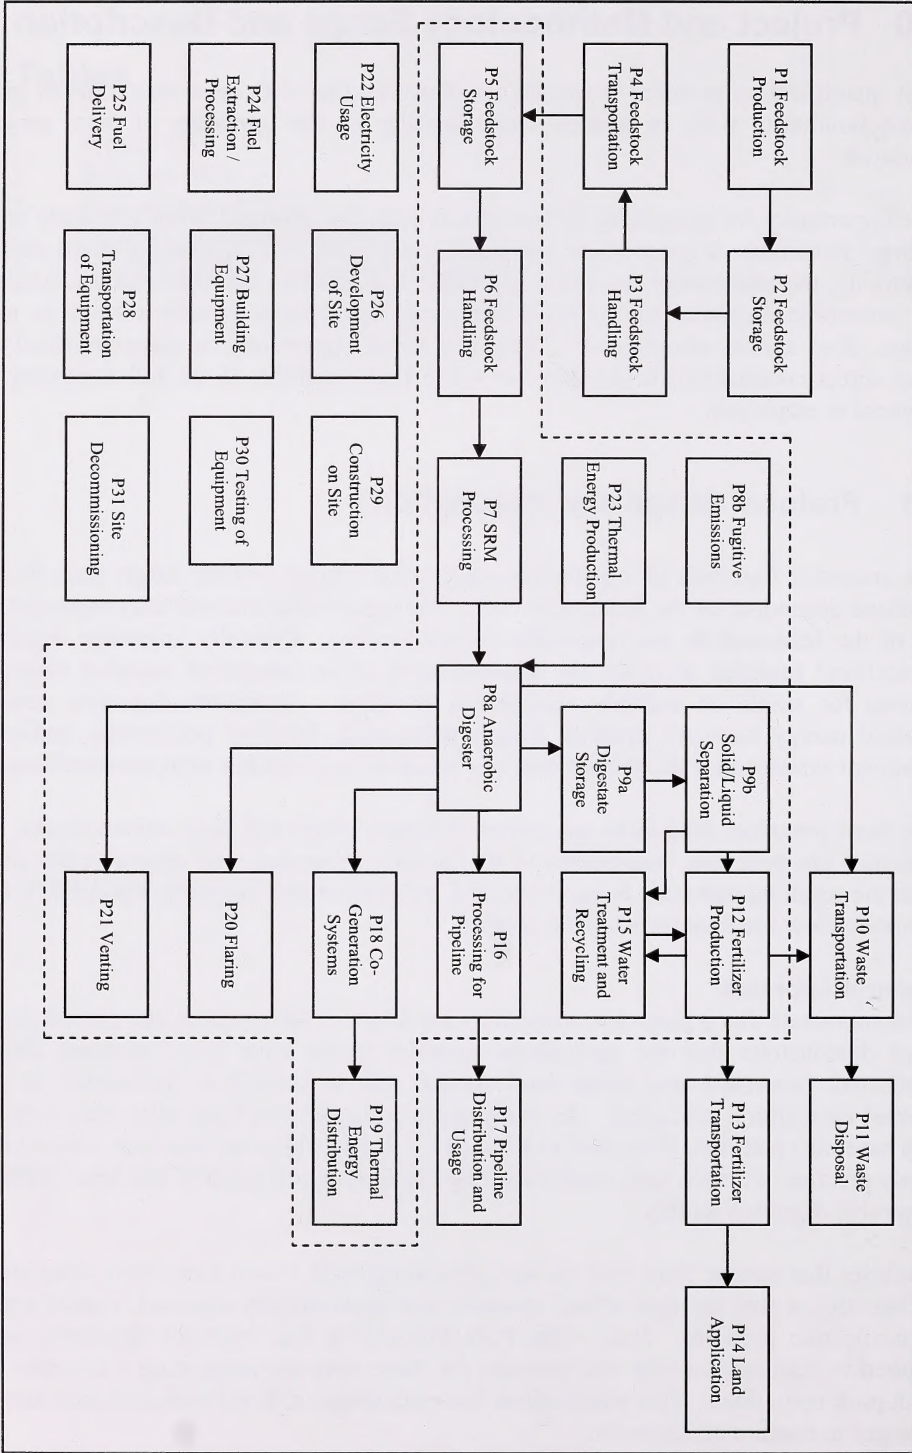 P1 Feedstock
Production
P2 Feedstock
Storage
P4 Feedstock
Transportation
P3 Feedstock
Handling
P5 Feedstock
Storage
P6 Feedstock
Handling
P7 SRM
Processing
P8a Anaerobic
Digester
P8b Fugitive
Emissions
P23 Thermal
Energy Production
P9a
Digestate
Storage
P9b
Solid/Liquid
Separation
P10 Waste
Transportation
P11 Waste
Disposal
P12 Fertilizer
Production
P13 Fertilizer
Transportation
P14 Land
Application
P15 Water
Treatment and
Recycling
P16
Processing for
Pipeline
P17 Pipeline
Distribution and
Usage
P18 Co-
Generation
Systems
P19 Thermal
Energy
Distribution
P20 Flaring
P21 Venting
P22 Electricity
Usage
P26
Development
of Site
P29
Construction
on Site
P24 Fuel
Extraction /
Processing
P27 Building
Equipment
P30 Testing of
Equipment
P25 Fuel
Delivery
P28
Transportation
of Equipment
P31 Site
Decommissioning